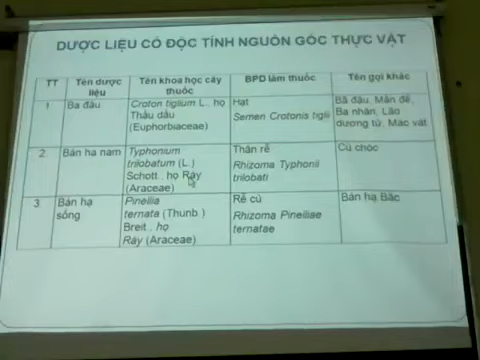 DƯỢC LIỆU CÓ ĐỘC TÍNH NGUỒN GỐC THỰC VẬT
TT
Tên dược liệu
Tên khoa học cây thuốc
BPD làm thuốc
Tên gọi khác
1
Ba đậu
Croton tiglium L., họ
Thầu dầu
(Euphorbiaceae)
Hạt
Semen Crotonis tiglii
Bã đậu, Mắn để,
Ba nhân, Lão
dương tử, Mác vát
2
Bán hạ nam
Typhonium
trilobatum (L.)
Schott., họ Ráy
(Araceae)
Thân rễ
Rhizoma Typhonii
trilobati
Củ chóc
3
Bán hạ
sống
Pinellia
ternata (Thunb.)
Breit., họ
Ráy (Araceae)
Rễ củ
Rhizoma Pinelliae
ternatae
Bán hạ Bắc